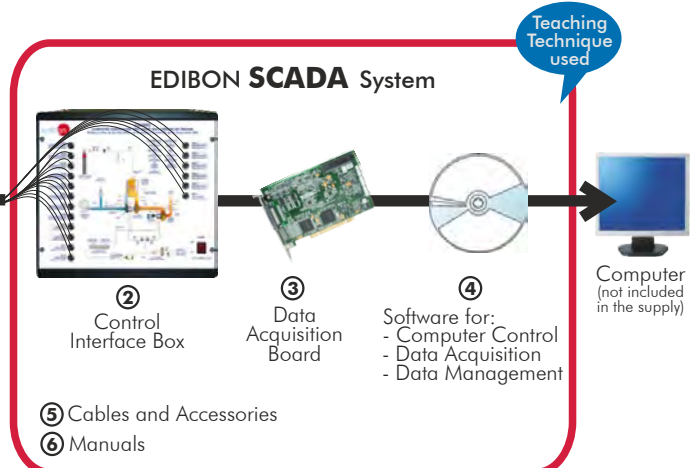 Teaching
Technique
used
EDIBON SCADA System
2
Control
Interface Box
3
Data
Acquisition
Board
4
Software for:
- Computer Control
- Data Acquisition
- Data Management
Computer
(not included
in the supply)
5 Cables and Accessories
6 Manuals